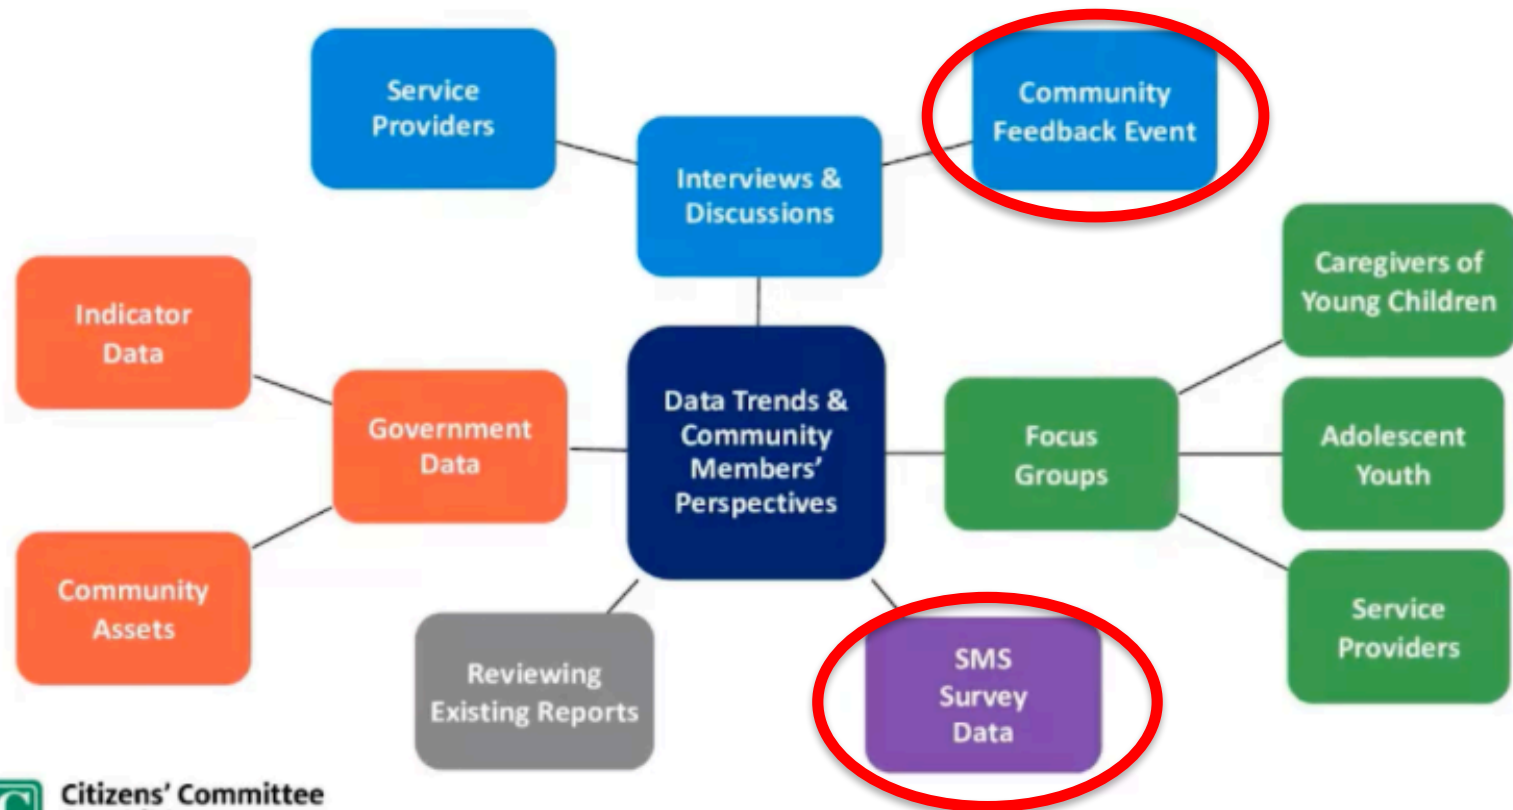 Service
Providers
Community
Feedback Event
Interviews &
Discussions
Caregivers of
Young Children
Indicator
Data
Data Trends &
Community
Members’
Perspectives
Government
Data
Focus
Groups
Adolescent
Youth
Community
Assets
Reviewing
Existing Reports
SMS
Survey
Data
Service
Providers
C
Citizens’ Committee